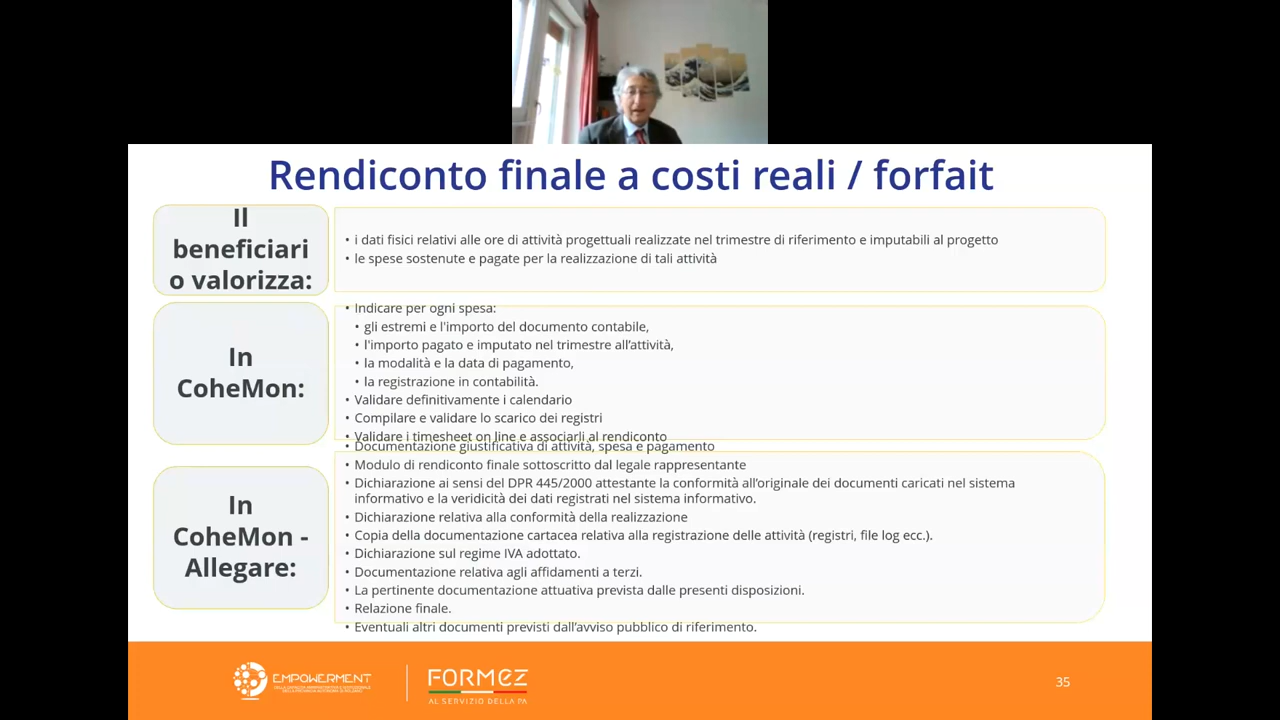 Rendiconto finale a costi reali / forfait
Il
beneficiari
o valorizza:
• i dati fisici relativi alle ore di attività progettuali realizzate nel trimestre di riferimento e imputabili al progetto
• le spese sostenute e pagate per la realizzazione di tali attività
In
CoheMon:
• Indicare per ogni spesa:
• gli estremi e l'importo del documento contabile,
• l'importo pagato e imputato nel trimestre all'attività,
• la modalità e la data di pagamento,
• la registrazione in contabilità.
• Validare definitivamente i calendario
• Compilare e validare lo scarico dei registri
• Validare i timesheet on line e associarli al rendiconto
In
CoheMon -
Allegare:
• Documentazione giustificativa di attività, spesa e pagamento
• Modulo di rendiconto finale sottoscritto dal legale rappresentante
• Dichiarazione ai sensi del DPR 445/2000 attestante la conformità all'originale dei documenti caricati nel sistema
informativo e la veridicità dei dati registrati nel sistema informativo.
• Dichiarazione relativa alla conformità della realizzazione
• Copia della documentazione cartacea relativa alla registrazione delle attività (registri, file log ecc.).
• Dichiarazione sul regime IVA adottato.
• Documentazione relativa agli affidamenti a terzi.
• La pertinente documentazione attuativa prevista dalle presenti disposizioni.
• Relazione finale.
• Eventuali altri documenti previsti dall'avviso pubblico di riferimento.
EMPOWERMENT
FORMEZ
AL SERVIZIO DELLA PA
35